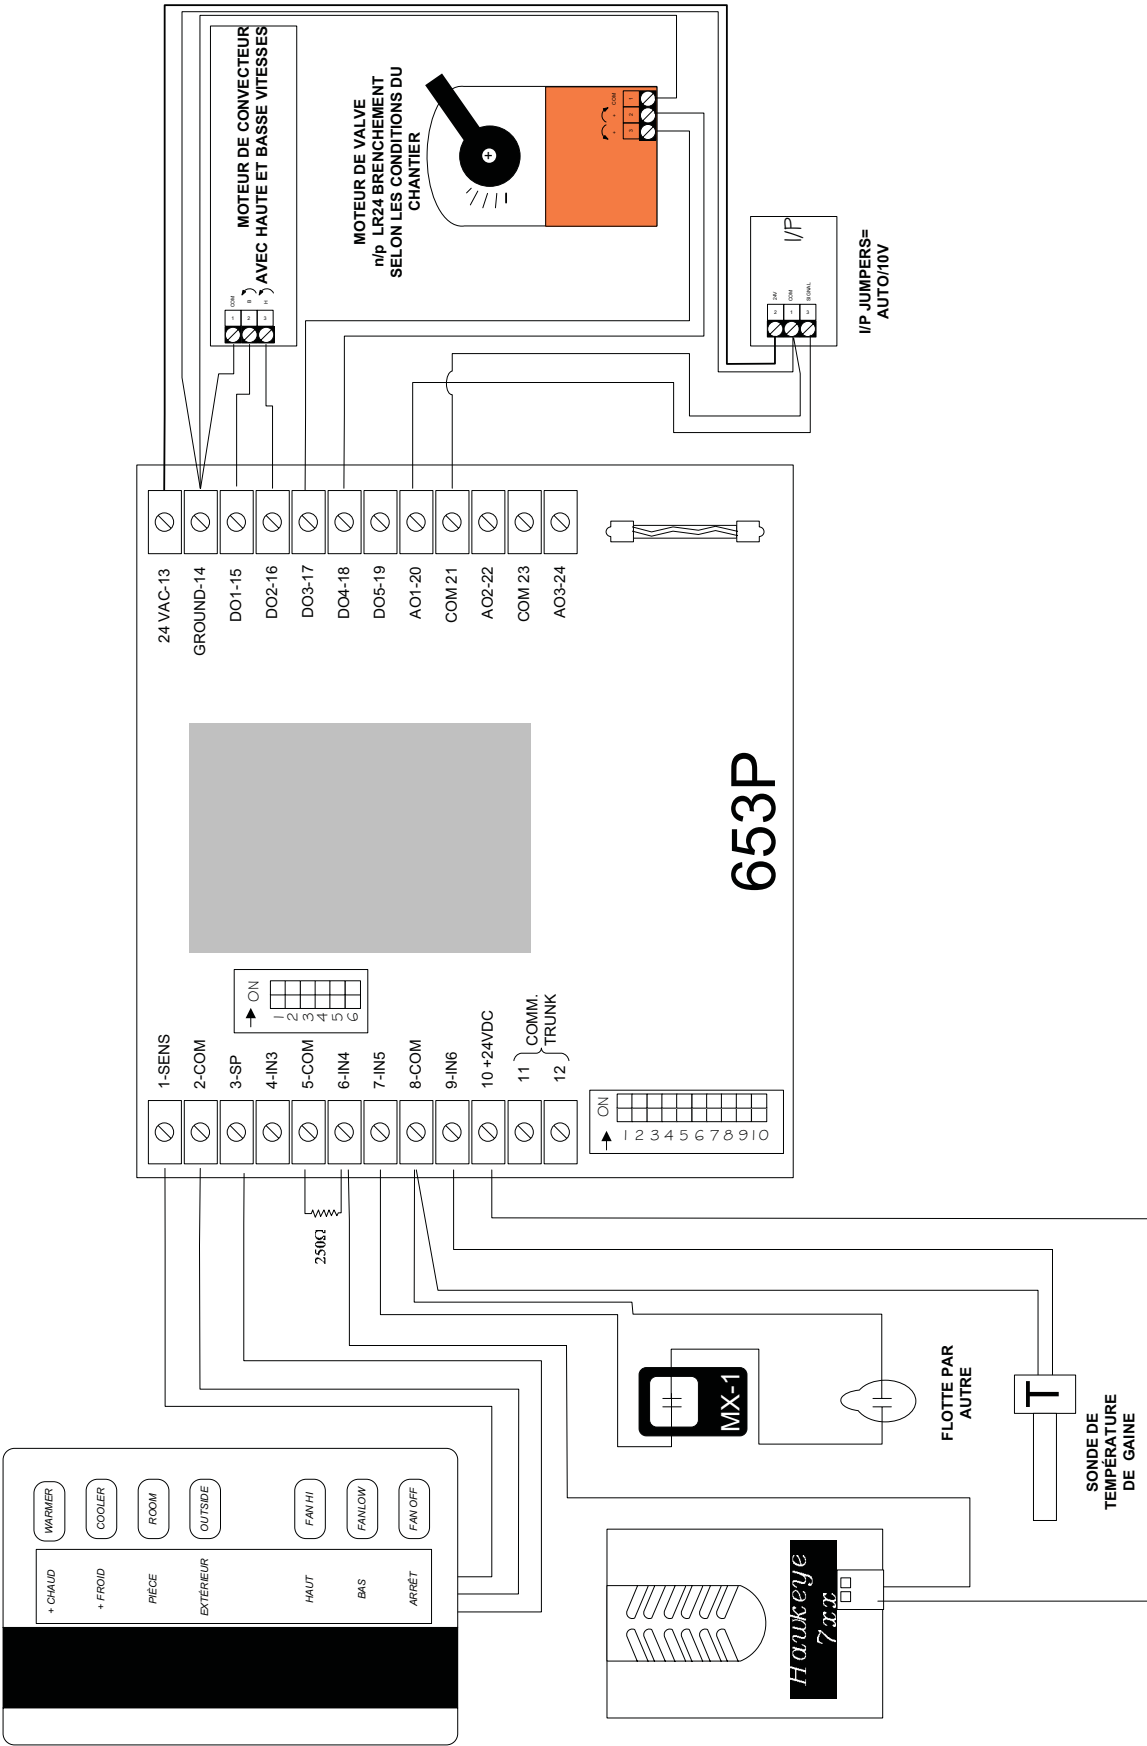 MOTEUR DE CONVECTEUR
AVEC HAUTE ET BASSE VITESSES
COM
B
H
1
2
3
MOTEUR DE VALVE
n/p LR24 BRENCHEMENT
SELON LES CONDITIONS DU
CHANTIER
COM
+
+
1
2
3
+
I/P
24V
COM
SIGNAL
2
1
3
I/P JUMPERS=
AUTO/10V
24 VAC-13
GROUND-14
DO1-15
DO2-16
DO3-17
DO4-18
DO5-19
AO1-20
COM 21
AO2-22
COM 23
AO3-24
653P
ON
1
2
3
4
5
6
1-SENS
2-COM
3-SP
4-IN3
5-COM
6-IN4
7-IN5
8-COM
9-IN6
10 +24VDC
11
12
COMM.
TRUNK
ON
1
2
3
4
5
6
7
8
9
10
250Ω
WARMER
COOLER
ROOM
OUTSIDE
FAN HI
FANLOW
FAN OFF
+ CHAUD
+ FROID
PIÈCE
EXTÉRIEUR
HAUT
BAS
ARRÊT
MX-1
FLOTTE PAR
AUTRE
T
SONDE DE
TEMPÉRATURE
DE GAINE
Hawkeye
7xx